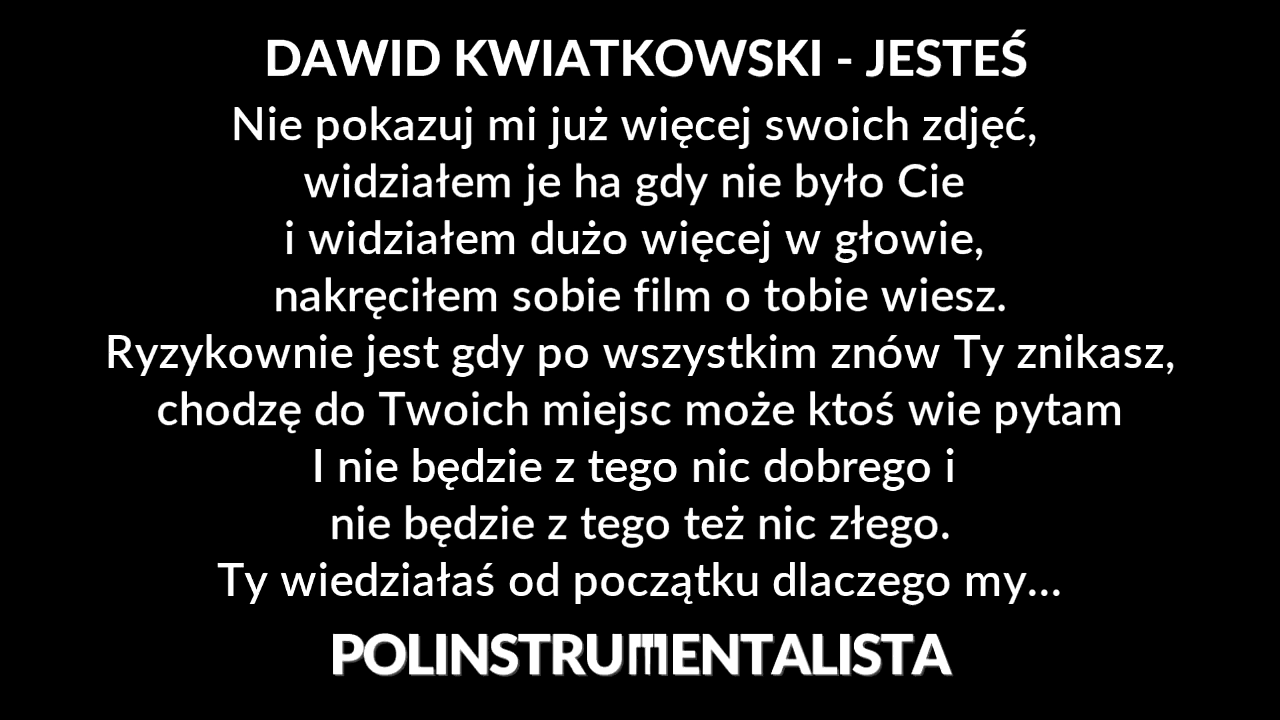 DAWID KWIATKOWSKI - JESTEŚ
Nie pokazuj mi już więcej swoich zdjęć,
widziałem je ha gdy nie było Cie
i widziałem dużo więcej w głowie,
nakręciłem sobie film o tobie wiesz.
Ryzykownie jest gdy po wszystkim znów Ty znikasz,
chodzę do Twoich miejsc może ktoś wie pytam
I nie będzie z tego nic dobrego i
nie będzie z tego też nic złego.
Ty wiedziałaś od początku dlaczego my...
POLINSTRUMENTALISTA